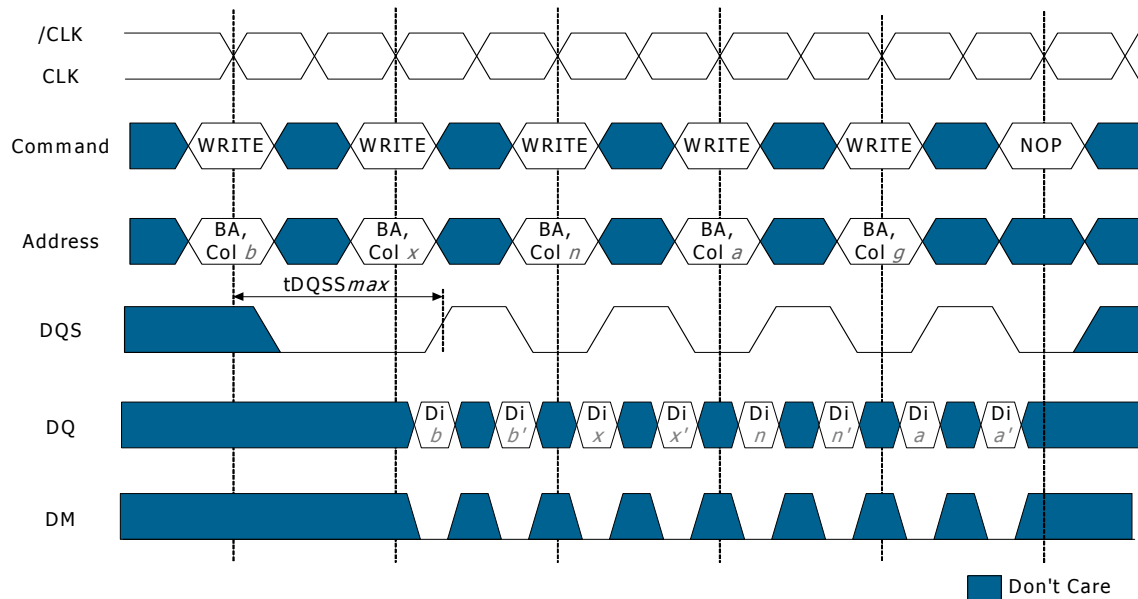 /CLK
CLK
Command
WRITE WRITE WRITE WRITE WRITE NOP
Address
BA, BA, BA, BA, BA,
Col b Col x Col n Col a Col g
tDQSSmax
DQS
DQ
Di Di Di Di Di Di Di Di
b b' x x' n n' a a'
DM
Don't Care